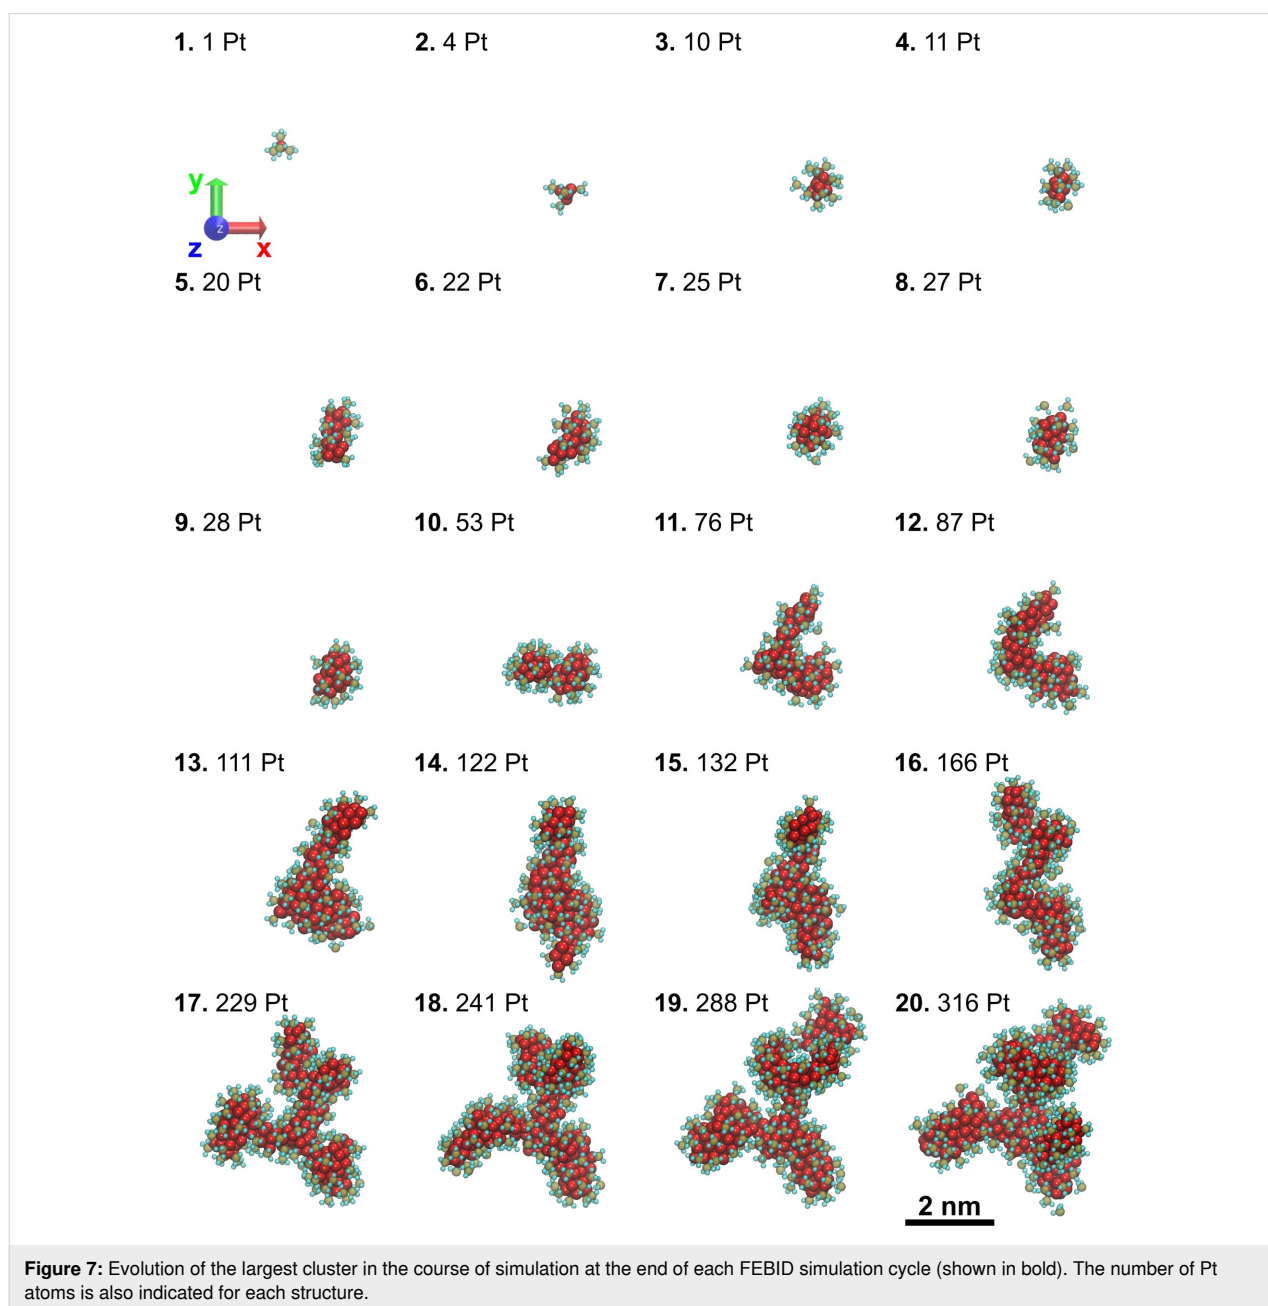 1. 1 Pt
2. 4 Pt
3. 10 Pt
4. 11 Pt
y
z
z
x
5. 20 Pt
6. 22 Pt
7. 25 Pt
8. 27 Pt
9. 28 Pt
10. 53 Pt
11. 76 Pt
12. 87 Pt
13. 111 Pt
14. 122 Pt
15. 132 Pt
16. 166 Pt
17. 229 Pt
18. 241 Pt
19. 288 Pt
20. 316 Pt
2 nm
Figure 7: Evolution of the largest cluster in the course of simulation at the end of each FEBID simulation cycle (shown in bold). The number of Pt
atoms is also indicated for each structure.